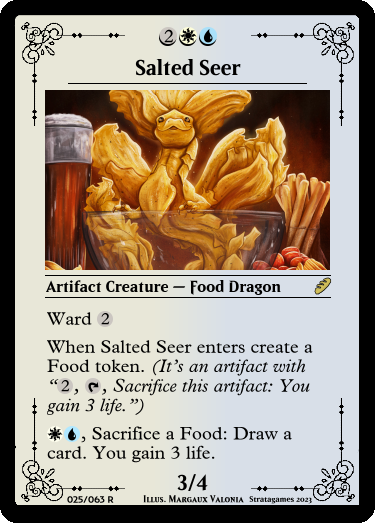 2
Salted Seer
Artifact Creature — Food Dragon
Ward 2
When Salted Seer enters create a
Food token. (It's an artifact with
“2, , Sacrifice this artifact: You
gain 3 life.”)
, Sacrifice a Food: Draw a
card. You gain 3 life.
3/4
025/063 R Illus. Margaux Valonia Stratagames 2023